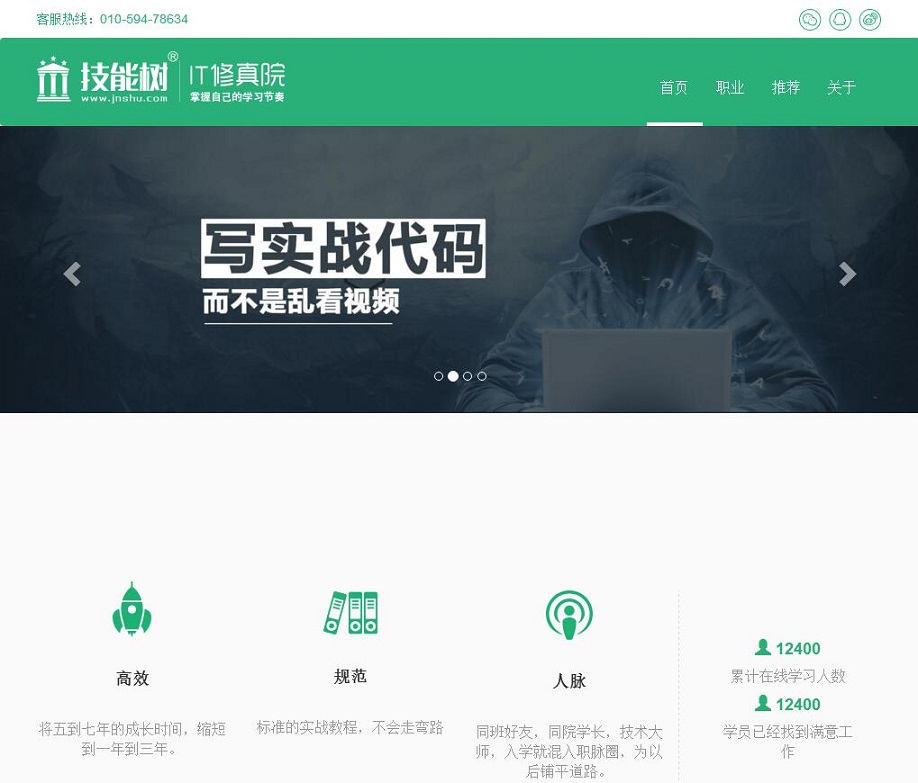 客服热线：010-594-78634
技能树®
www.jnshu.com
IT修真院
掌握自己的学习节奏
首页 职业 推荐 关于
写实战代码
而不是乱看视频
高效
将五到七年的成长时间，缩短
到一年到三年。
规范
标准的实战教程，不会走弯路
人脉
同班好友，同院学长，技术大
师，入学就混入职脉圈，为以
后铺平道路。
12400
累计在线学习人数
12400
学员已经找到满意工
作